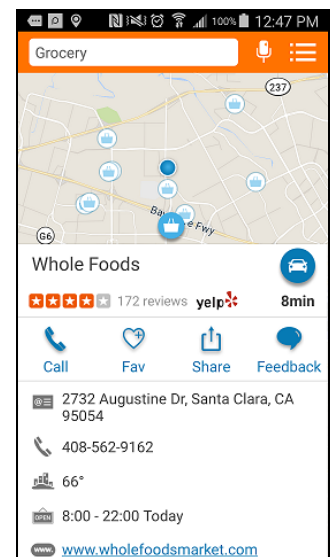 100% 12:47 PM
Grocery
237
G6
Fwy
Whole Foods
172 reviews yelp 8min
Call Fav Share Feedback
2732 Augustine Dr, Santa Clara, CA
95054
408-562-9162
66°
OPEN 8:00 - 22:00 Today
www. www.wholefoodsmarket.com